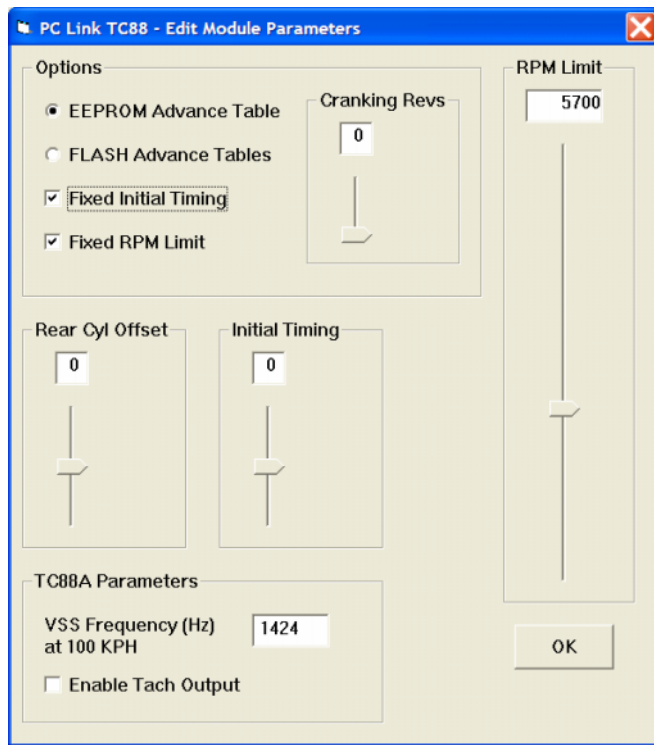 PC Link TC88 - Edit Module Parameters
Options
EEPROM Advance Table
FLASH Advance Tables
Fixed Initial Timing
Fixed RPM Limit
Cranking Revs
0
RPM Limit
5700
Rear Cyl Offset
0
Initial Timing
0
TC88A Parameters
VSS Frequency (Hz)
at 100 KPH
1424
Enable Tach Output
OK